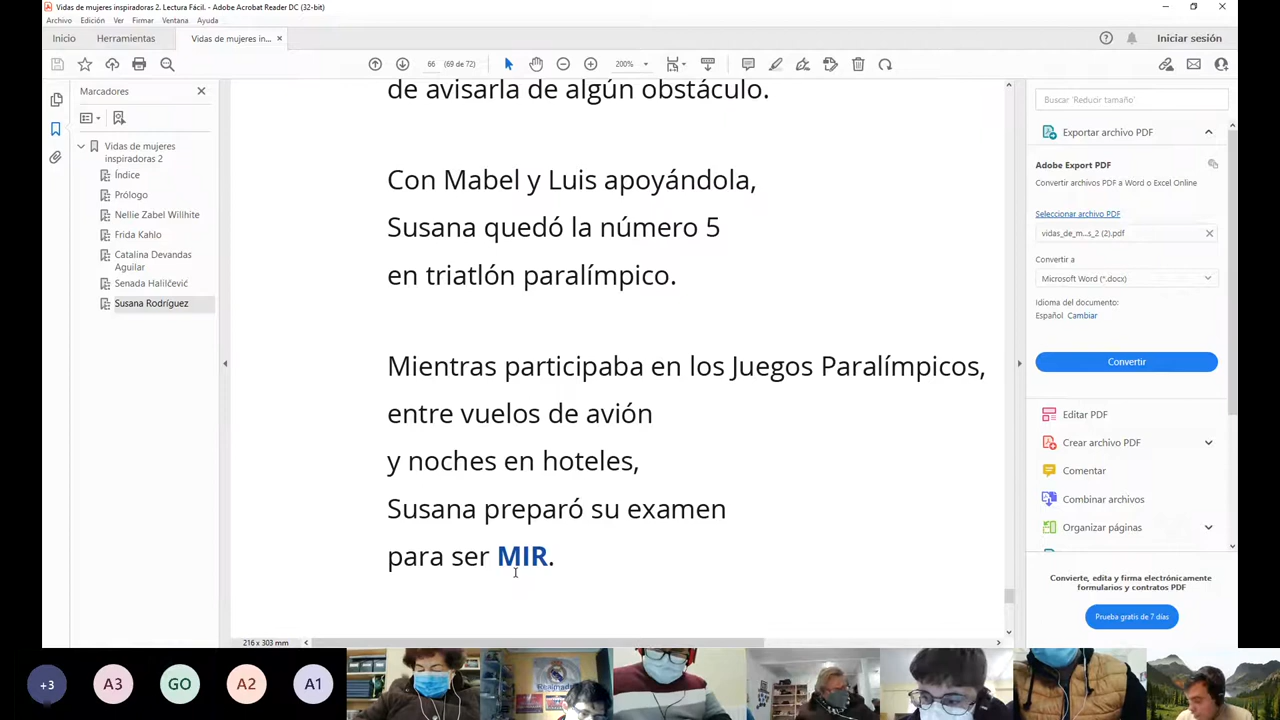 Vidas de mujeres inspiradoras 2. Lectura Fácil. - Adobe Acrobat Reader DC (32-bit)
Archivo Edición Ver Firmar Ventana Ayuda
Inicio Herramientas Vidas de mujeres in... × Iniciar sesión
66 (69 de 72) 200%
Marcadores
Vidas de mujeres
inspiradoras 2
Índice
Prólogo
Nellie Zabel Willhite
Frida Kahlo
Catalina Devandas
Aguilar
Senada Halilčević
Susana Rodríguez
de avisarla de algún obstáculo.
Con Mabel y Luis apoyándola,
Susana quedó la número 5
en triatlón paralímpico.
Mientras participaba en los Juegos Paralímpicos,
entre vuelos de avión
y noches en hoteles,
Susana preparó su examen
para ser MIR.
216 x 303 mm
Buscar 'Reducir tamaño'
Exportar archivo PDF
Adobe Export PDF
Convertir archivos PDF a Word o Excel Online
Seleccionar archivo PDF
vidas_de_m...s_2 (2).pdf
Convertir a
Microsoft Word (*.docx)
Idioma del documento:
Español Cambiar
Convertir
Editar PDF
Crear archivo PDF
Comentar
Combinar archivos
Organizar páginas
Convierte, edita y firma electrónicamente
formularios y contratos PDF
Prueba gratis de 7 días
+3 A3 GO A2 A1